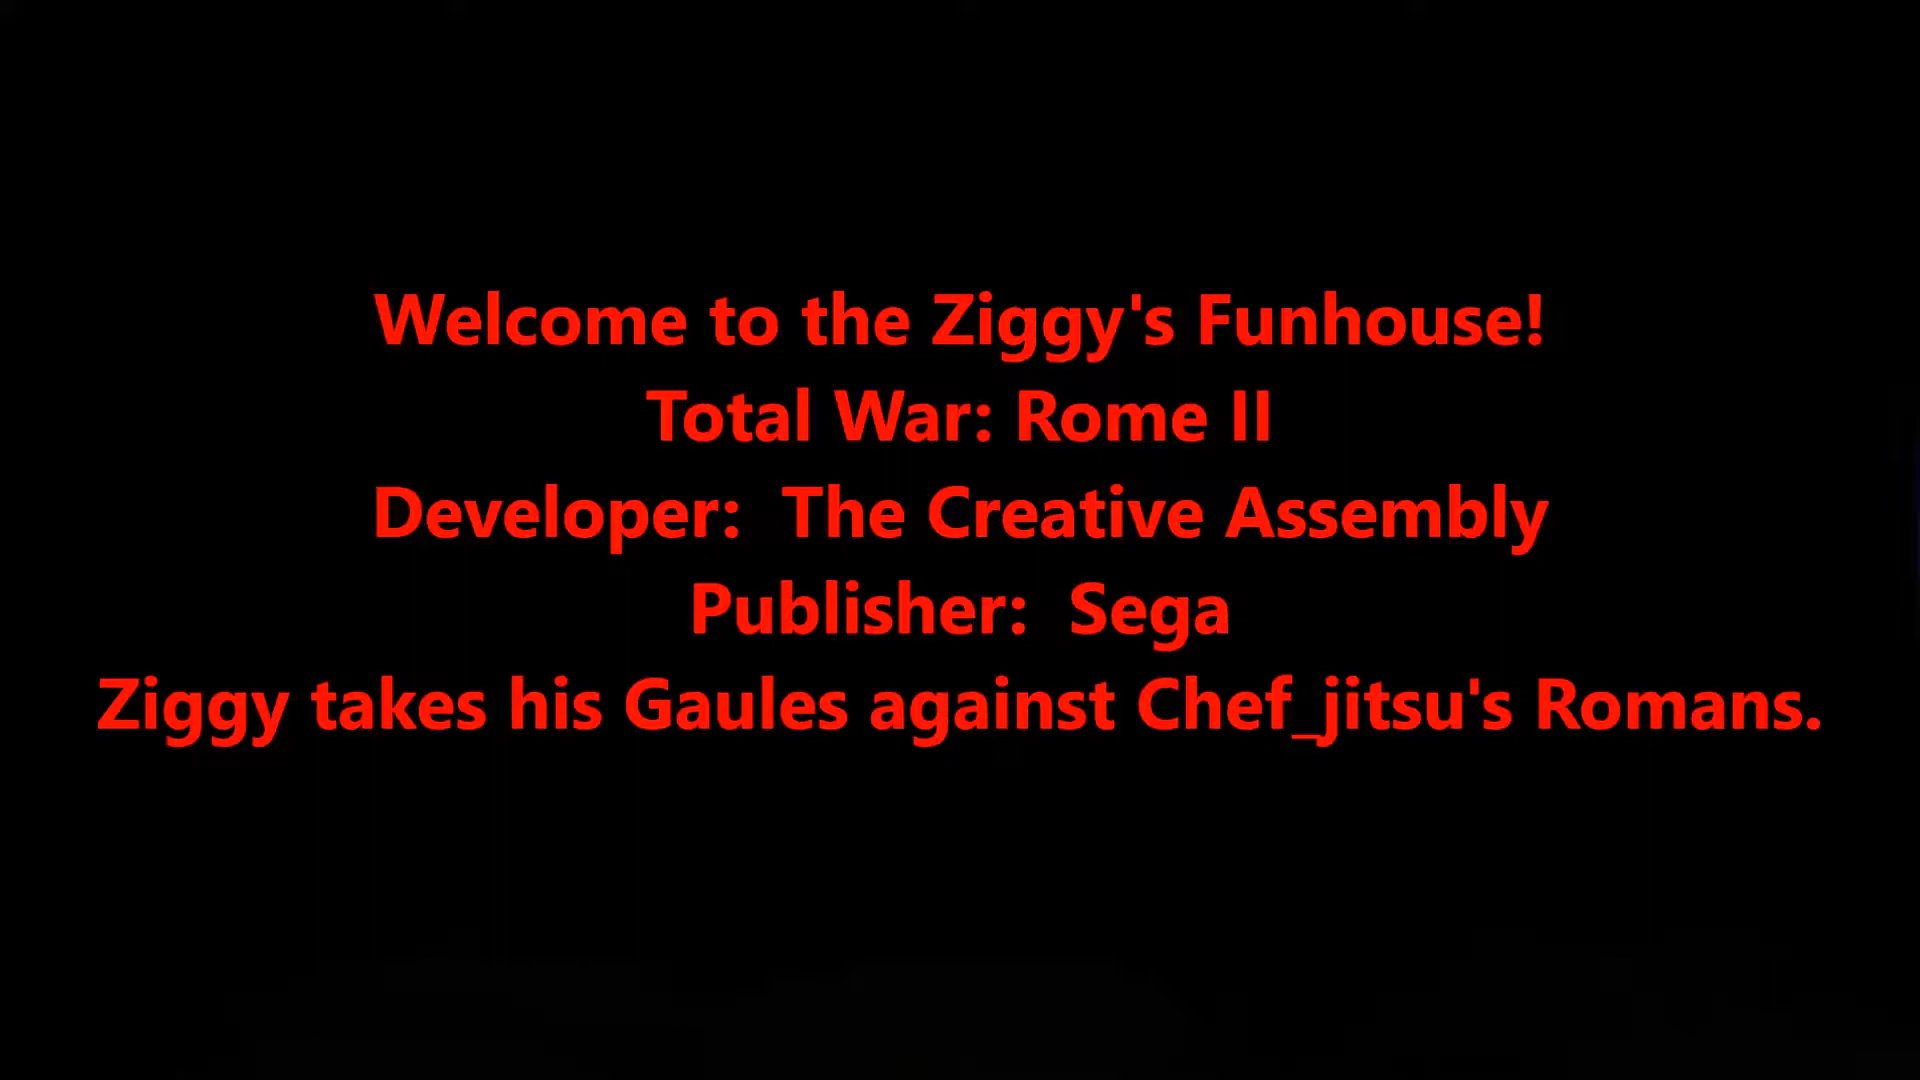 Welcome to the Ziggy's Funhouse!
Total War: Rome II
Developer:  The Creative Assembly
Publisher:  Sega
Ziggy takes his Gaules against Chef_jitsu's Romans.